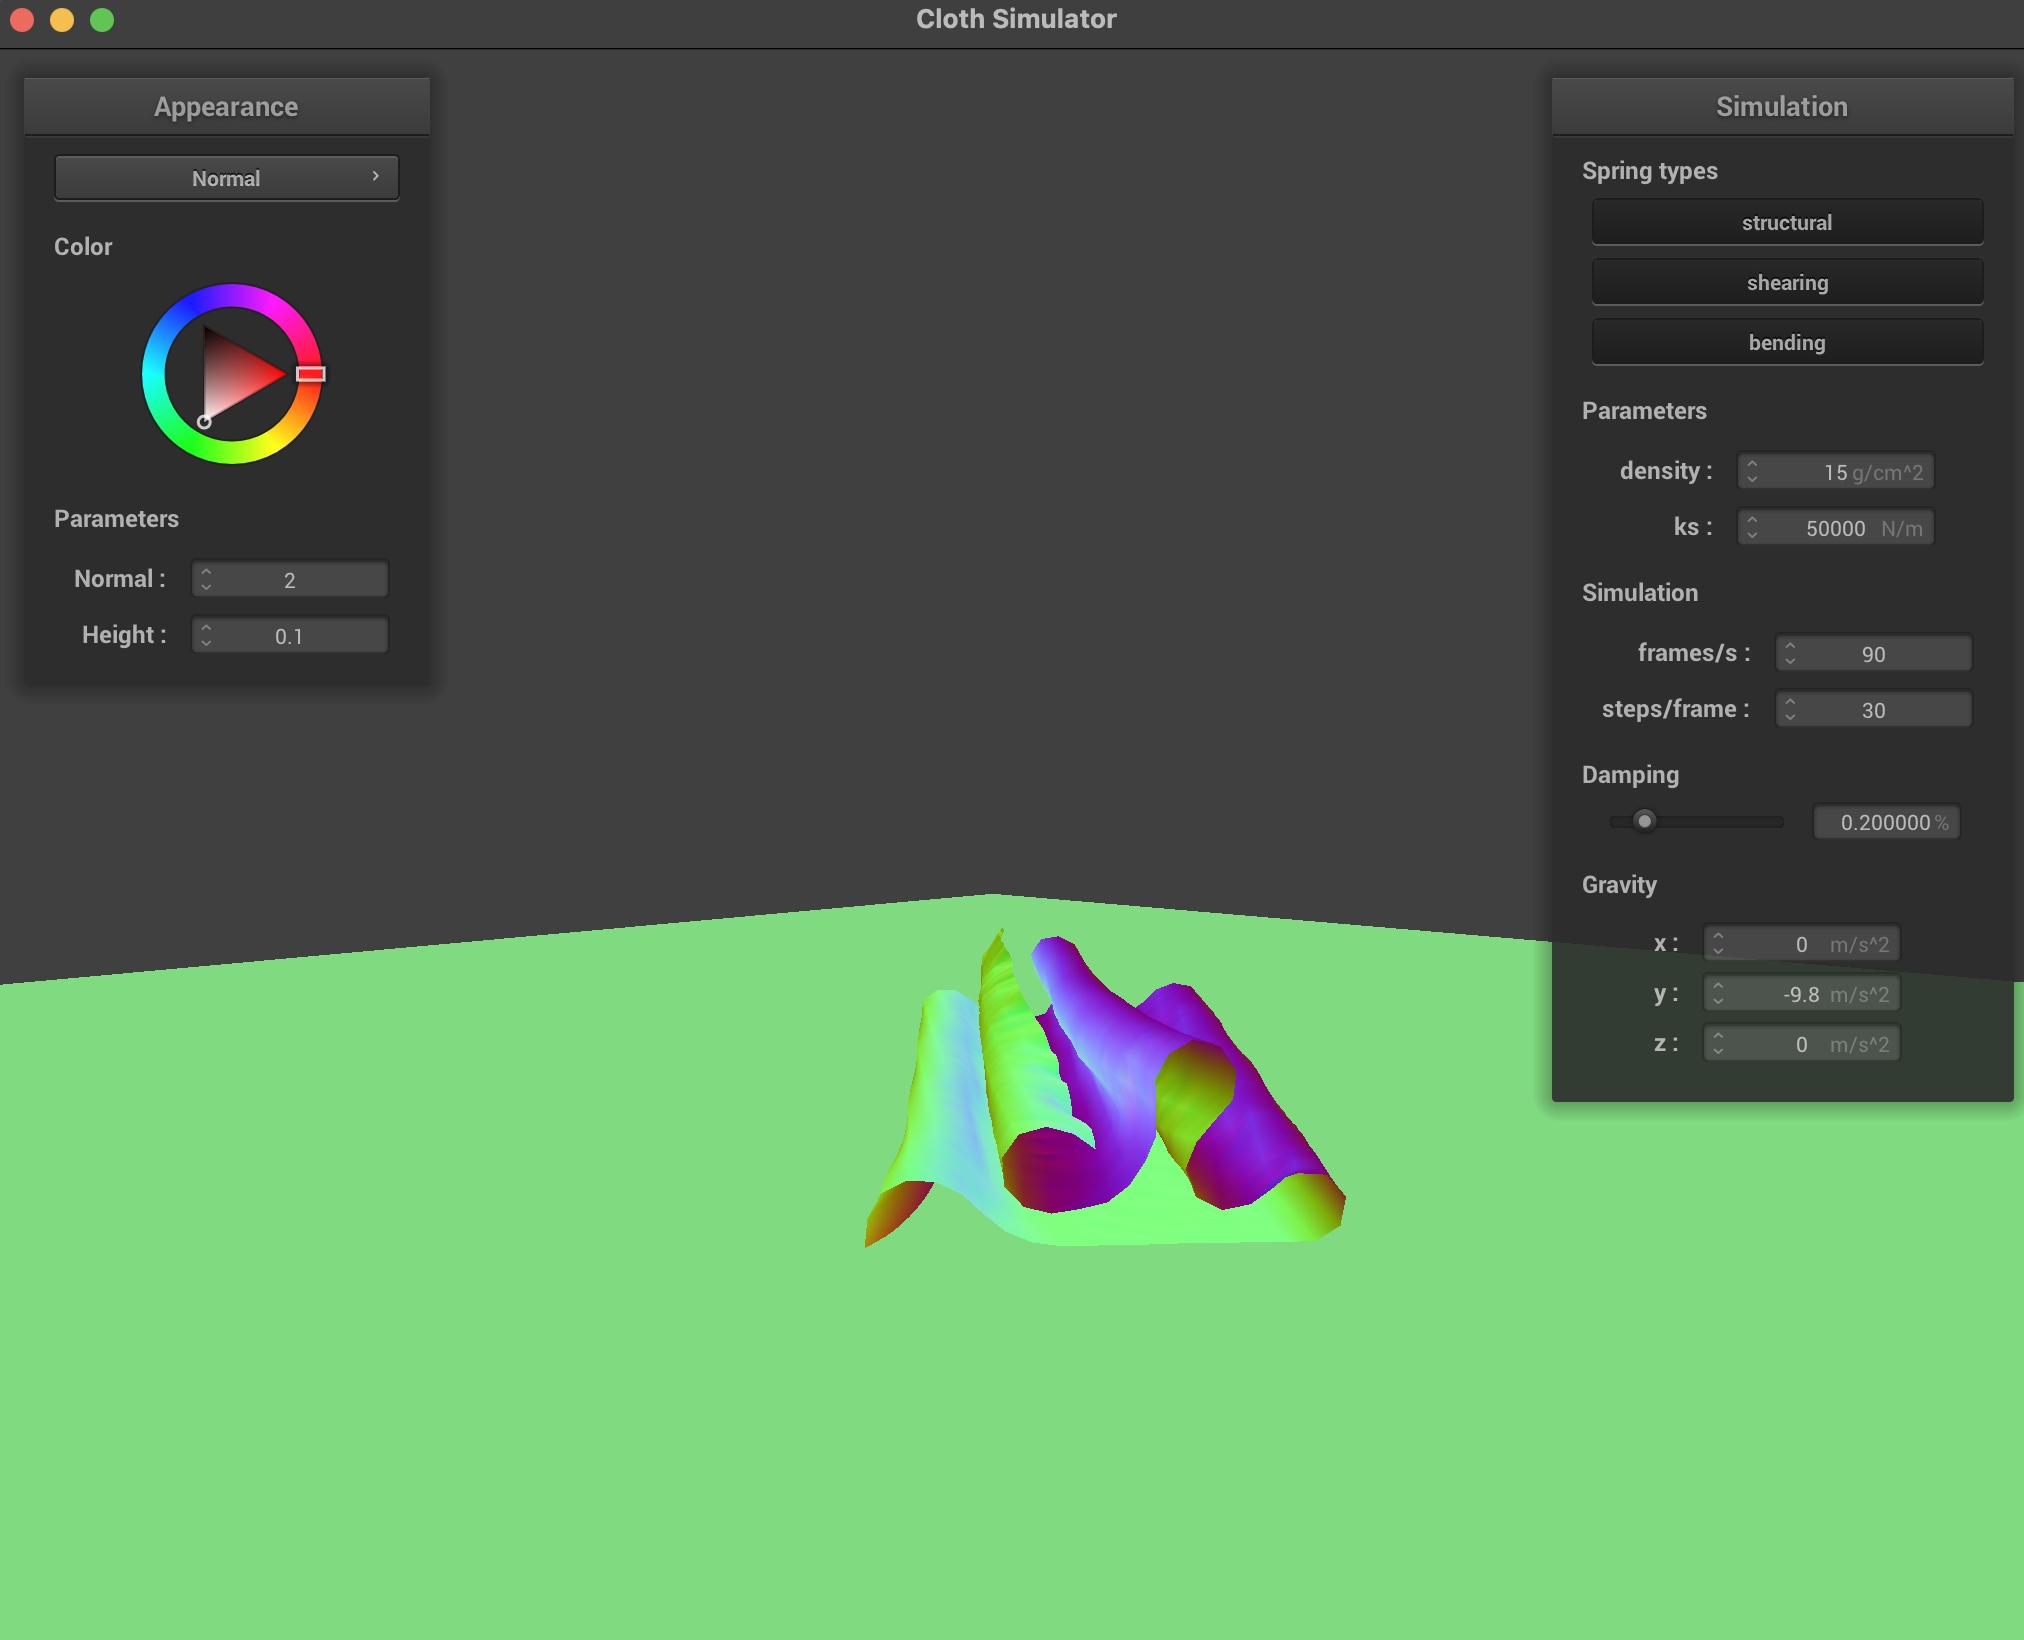 Cloth Simulator
Appearance
Normal
Color
Parameters
Normal : 2
Height : 0.1
Simulation
Spring types
structural
shearing
bending
Parameters
density : 15 g/cm^2
ks : 50000 N/m
Simulation
frames/s : 90
steps/frame : 30
Damping
0.200000 %
Gravity
x : 0 m/s^2
y : -9.8 m/s^2
z : 0 m/s^2